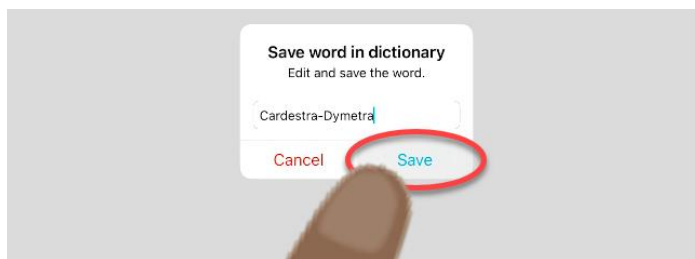 Save word in dictionary
Edit and save the word.
Cardestra-Dymetra
Cancel Save